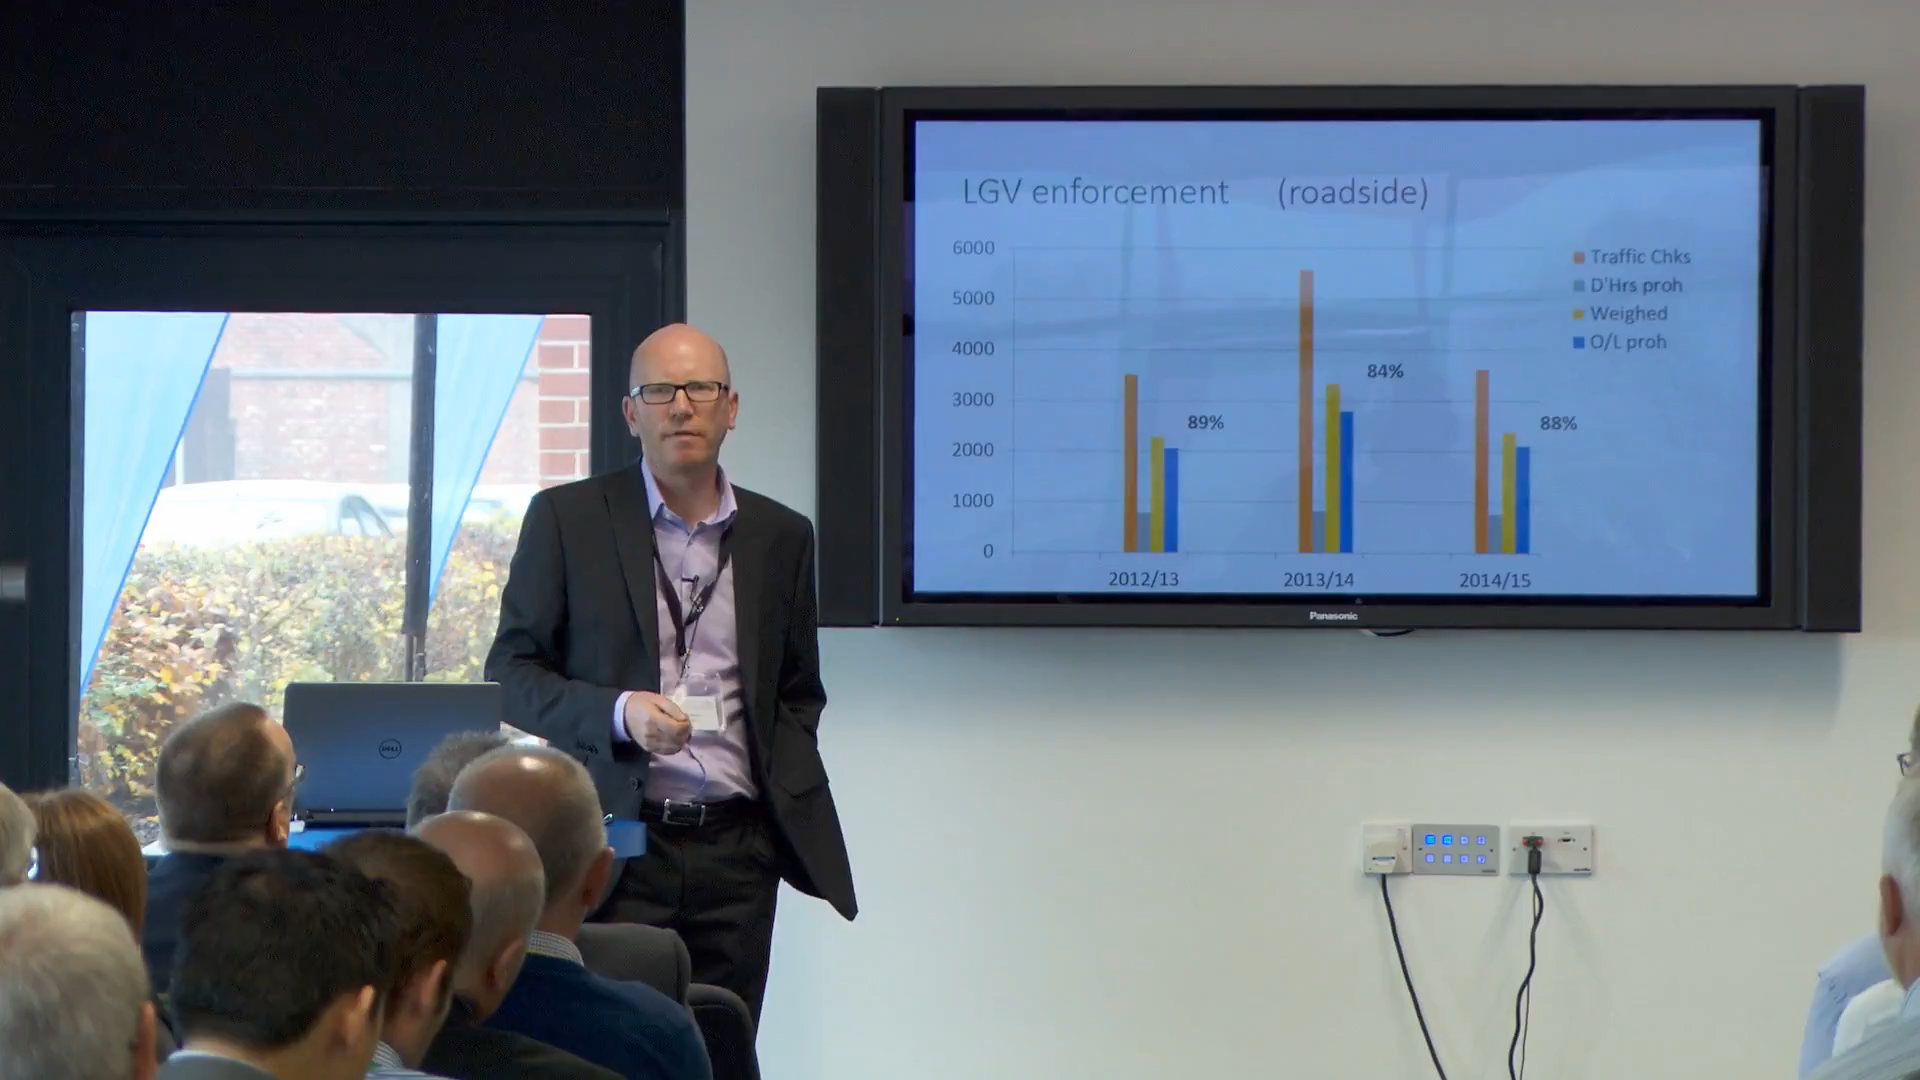 LGV enforcement (roadside)
6000
5000
4000
3000
2000
1000
0
89%
84%
88%
2012/13 2013/14 2014/15
Traffic Chks
D'Hrs proh
Weighed
O/L proh
Panasonic
DELL